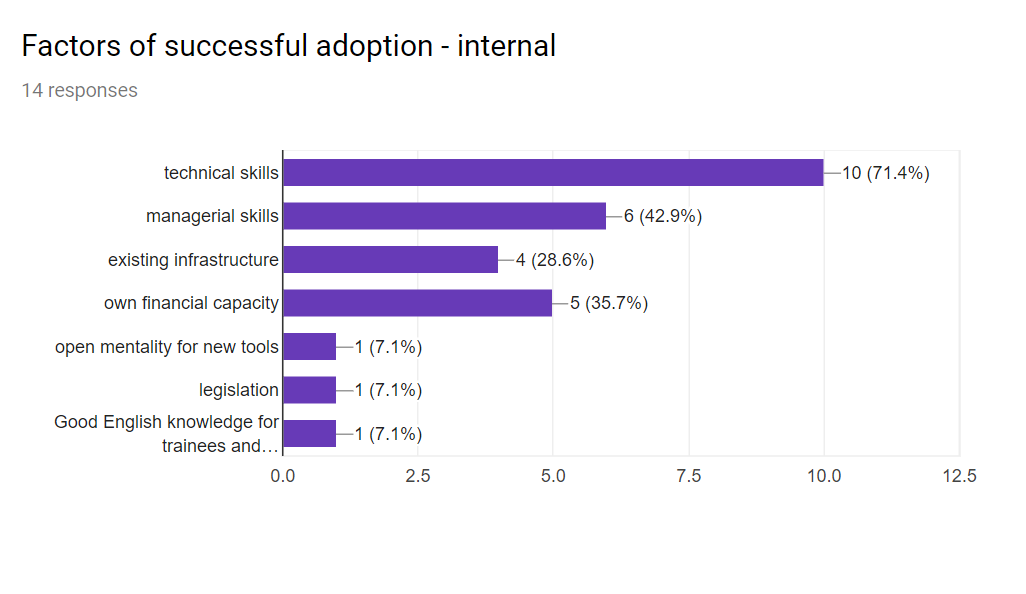 Factors of successful adoption - internal
14 responses
technical skills
10 (71.4%)
managerial skills
6 (42.9%)
existing infrastructure
4 (28.6%)
own financial capacity
5 (35.7%)
open mentality for new tools
1 (7.1%)
legislation
1 (7.1%)
Good English knowledge for
trainees and…
1 (7.1%)
0.0 2.5 5.0 7.5 10.0 12.5